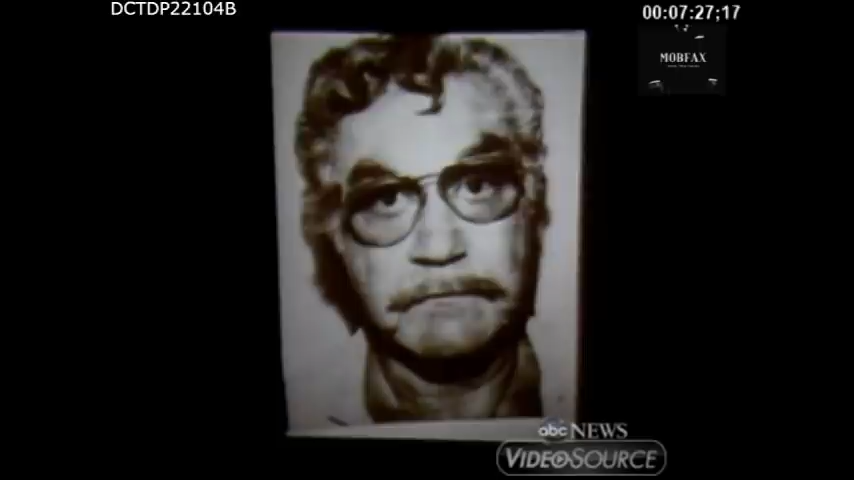 DCTDP22104B
00:07:27;17
MOBFAX
abc NEWS
VIDEOSOURCE